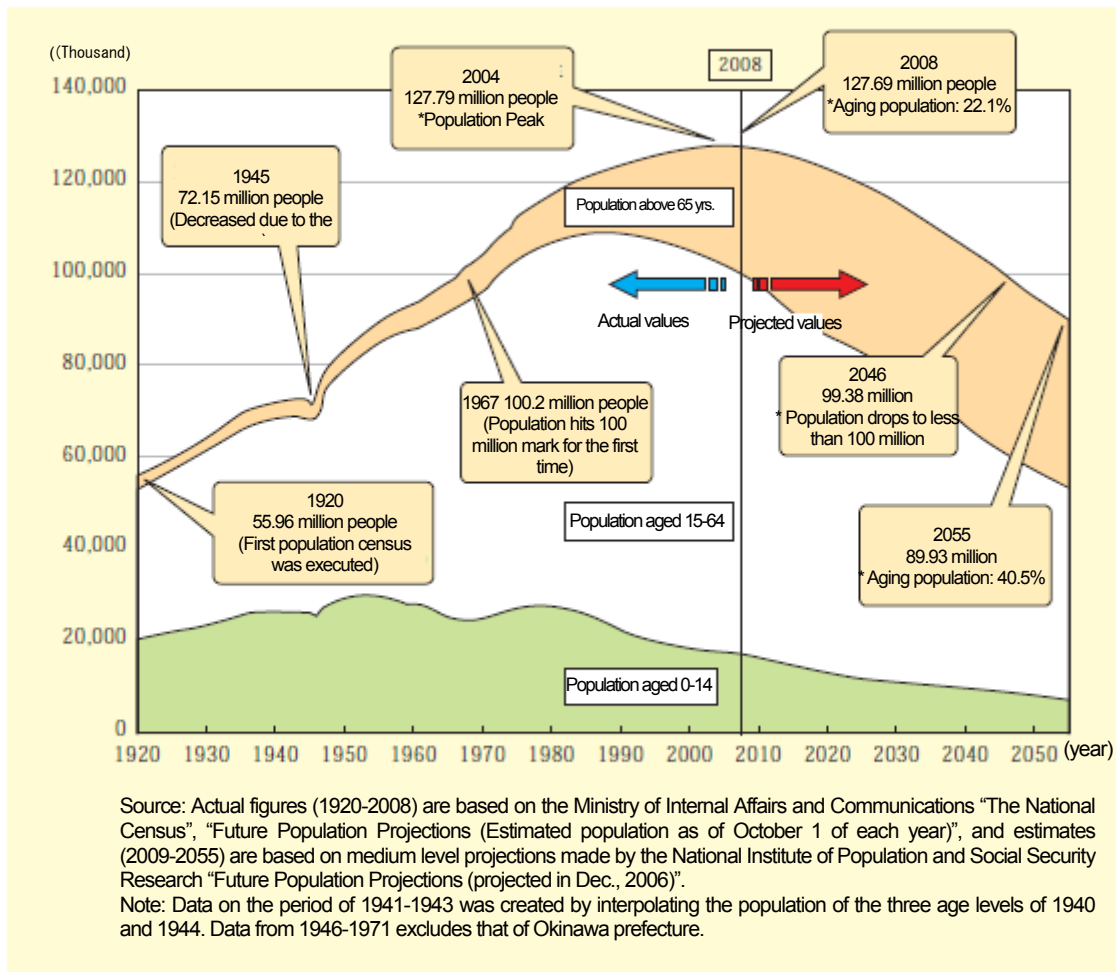 ((Thousand)
140,000
120,000
100,000
80,000
60,000
40,000
20,000
0
2004
127.79 million people
*Population Peak
2008
2008
127.69 million people
*Aging population: 22.1%
1945
72.15 million people
(Decreased due to the
Population above 65 yrs.
Actual values
Projected values
1967 100.2 million people
(Population hits 100
million mark for the first
time)
2046
99.38 million
* Population drops to less
than 100 million
1920
55.96 million people
(First population census
was executed)
Population aged 15-64
2055
89.93 million
* Aging population: 40.5%
Population aged 0-14
1920 1930 1940 1950 1960 1970 1980 1990 2000 2010 2020 2030 2040 2050 (year)
Source: Actual figures (1920-2008) are based on the Ministry of Internal Affairs and Communications “The National
Census”, “Future Population Projections (Estimated population as of October 1 of each year)”, and estimates
(2009-2055) are based on medium level projections made by the National Institute of Population and Social Security
Research “Future Population Projections (projected in Dec., 2006)”.
Note: Data on the period of 1941-1943 was created by interpolating the population of the three age levels of 1940
and 1944. Data from 1946-1971 excludes that of Okinawa prefecture.